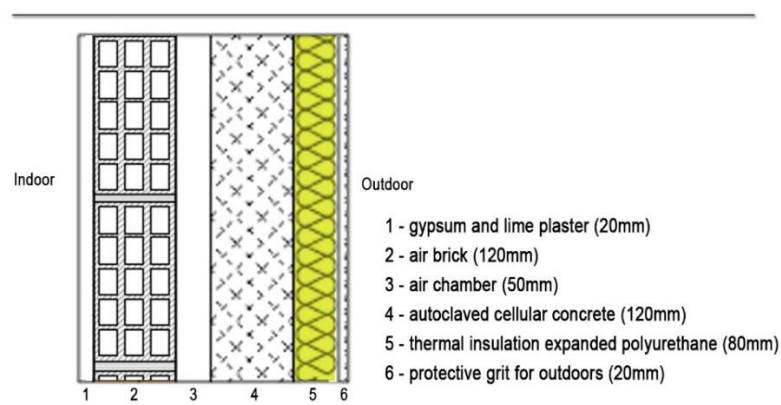 Indoor
Outdoor
1 - gypsum and lime plaster (20mm)
2 - air brick (120mm)
3 - air chamber (50mm)
4 - autoclaved cellular concrete (120mm)
5 - thermal insulation expanded polyurethane (80mm)
6 - protective grit for outdoors (20mm)
1 2 3 4 5 6